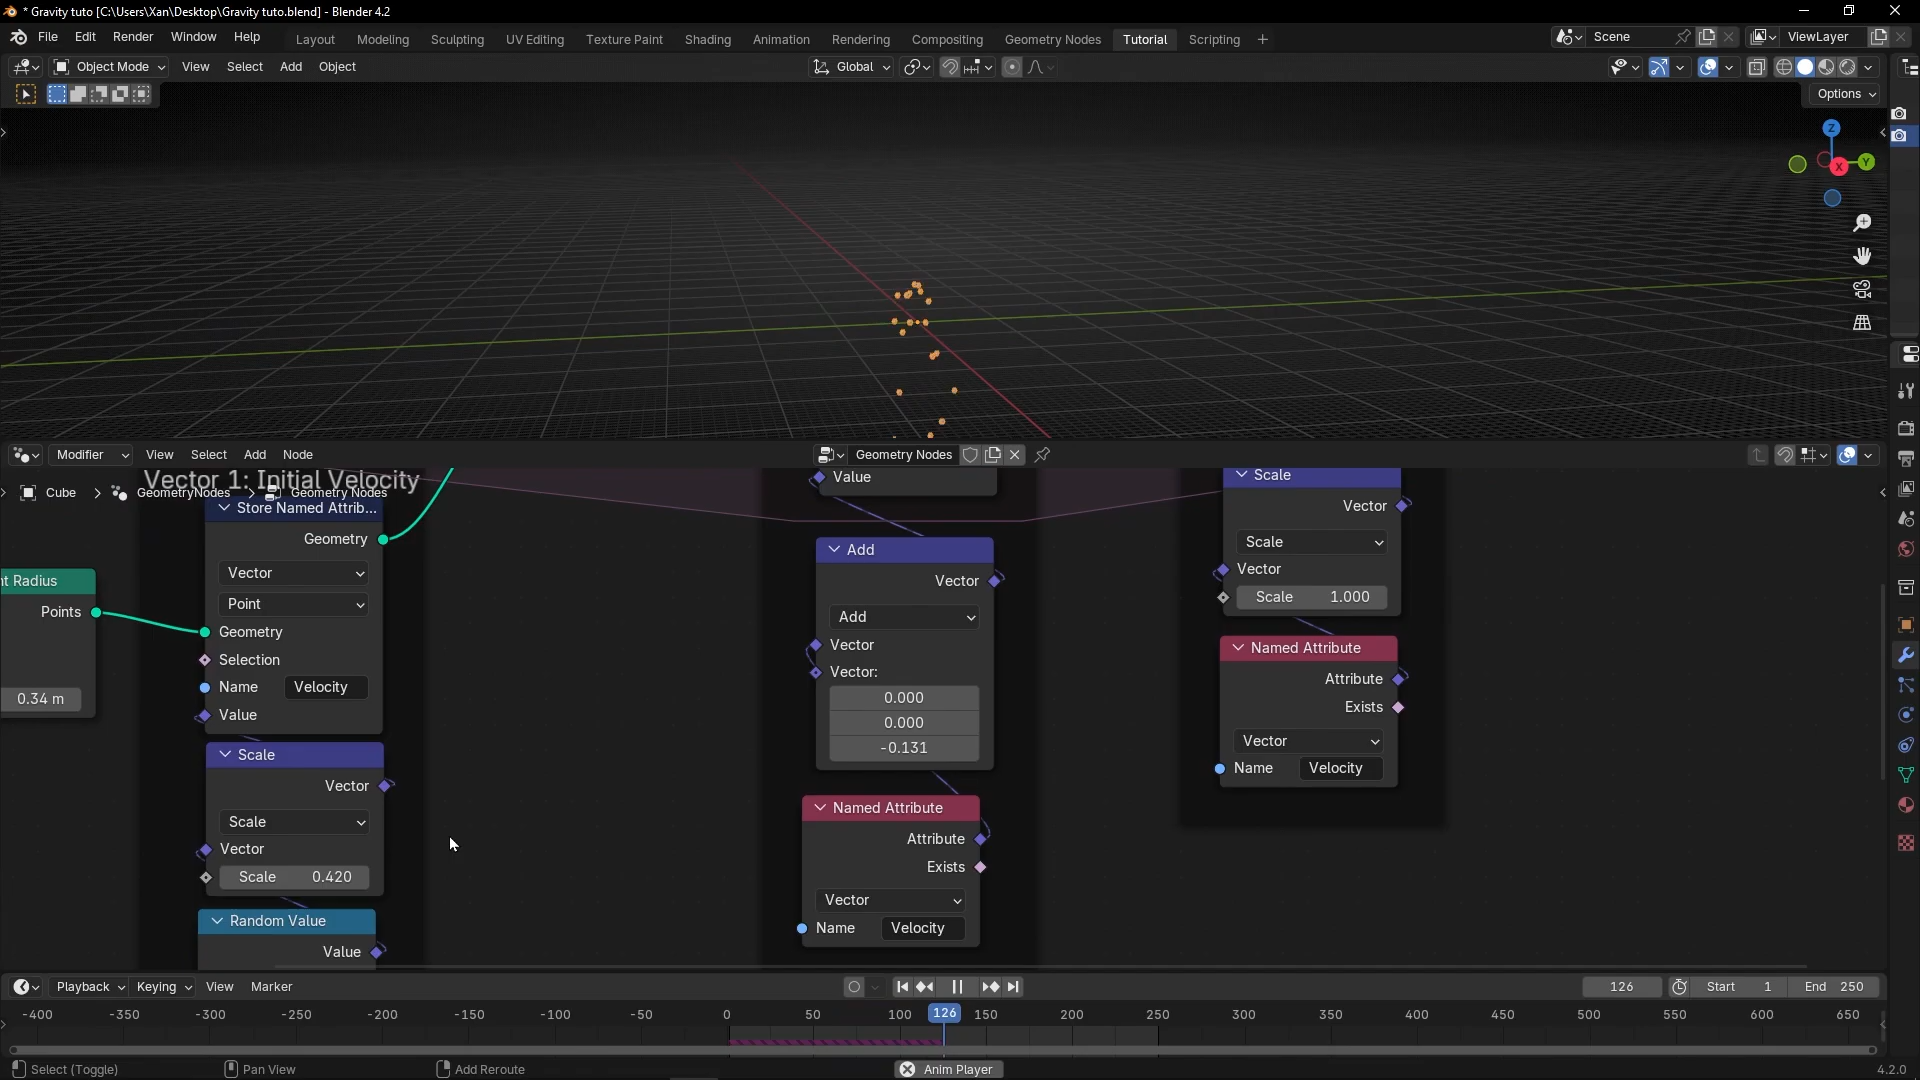 * Gravity tuto [C:\Users\Xan\Desktop\Gravity tuto.blend] - Blender 4.2
File Edit Render Window Help Layout Modeling Sculpting UV Editing Texture Paint Shading Animation Rendering Compositing Geometry Nodes Tutorial Scripting + Scene ViewLayer
Object Mode View Select Add Object Global
Options
Z
X Y
Modifier View Select Add Node Geometry Nodes
Vector 1: Initial Velocity
Cube GeometryNodes Geometry Nodes
Store Named Attrib...
Geometry
Vector
Point
Geometry
Selection
Name Velocity
Value
nt Radius
Points
0.34 m
Scale
Vector
Scale
Vector
Scale 0.420
Random Value
Value
Value
Add
Vector
Add
Vector
Vector:
0.000
0.000
-0.131
Named Attribute
Attribute
Exists
Vector
Name Velocity
Scale
Vector
Scale
Vector
Scale 1.000
Named Attribute
Attribute
Exists
Vector
Name Velocity
Playback Keying View Marker 126 Start 1 End 250
-400 -350 -300 -250 -200 -150 -100 -50 0 50 100 126 150 200 250 300 350 400 450 500 550 600 650
Select (Toggle) Pan View Add Reroute Anim Player 4.2.0